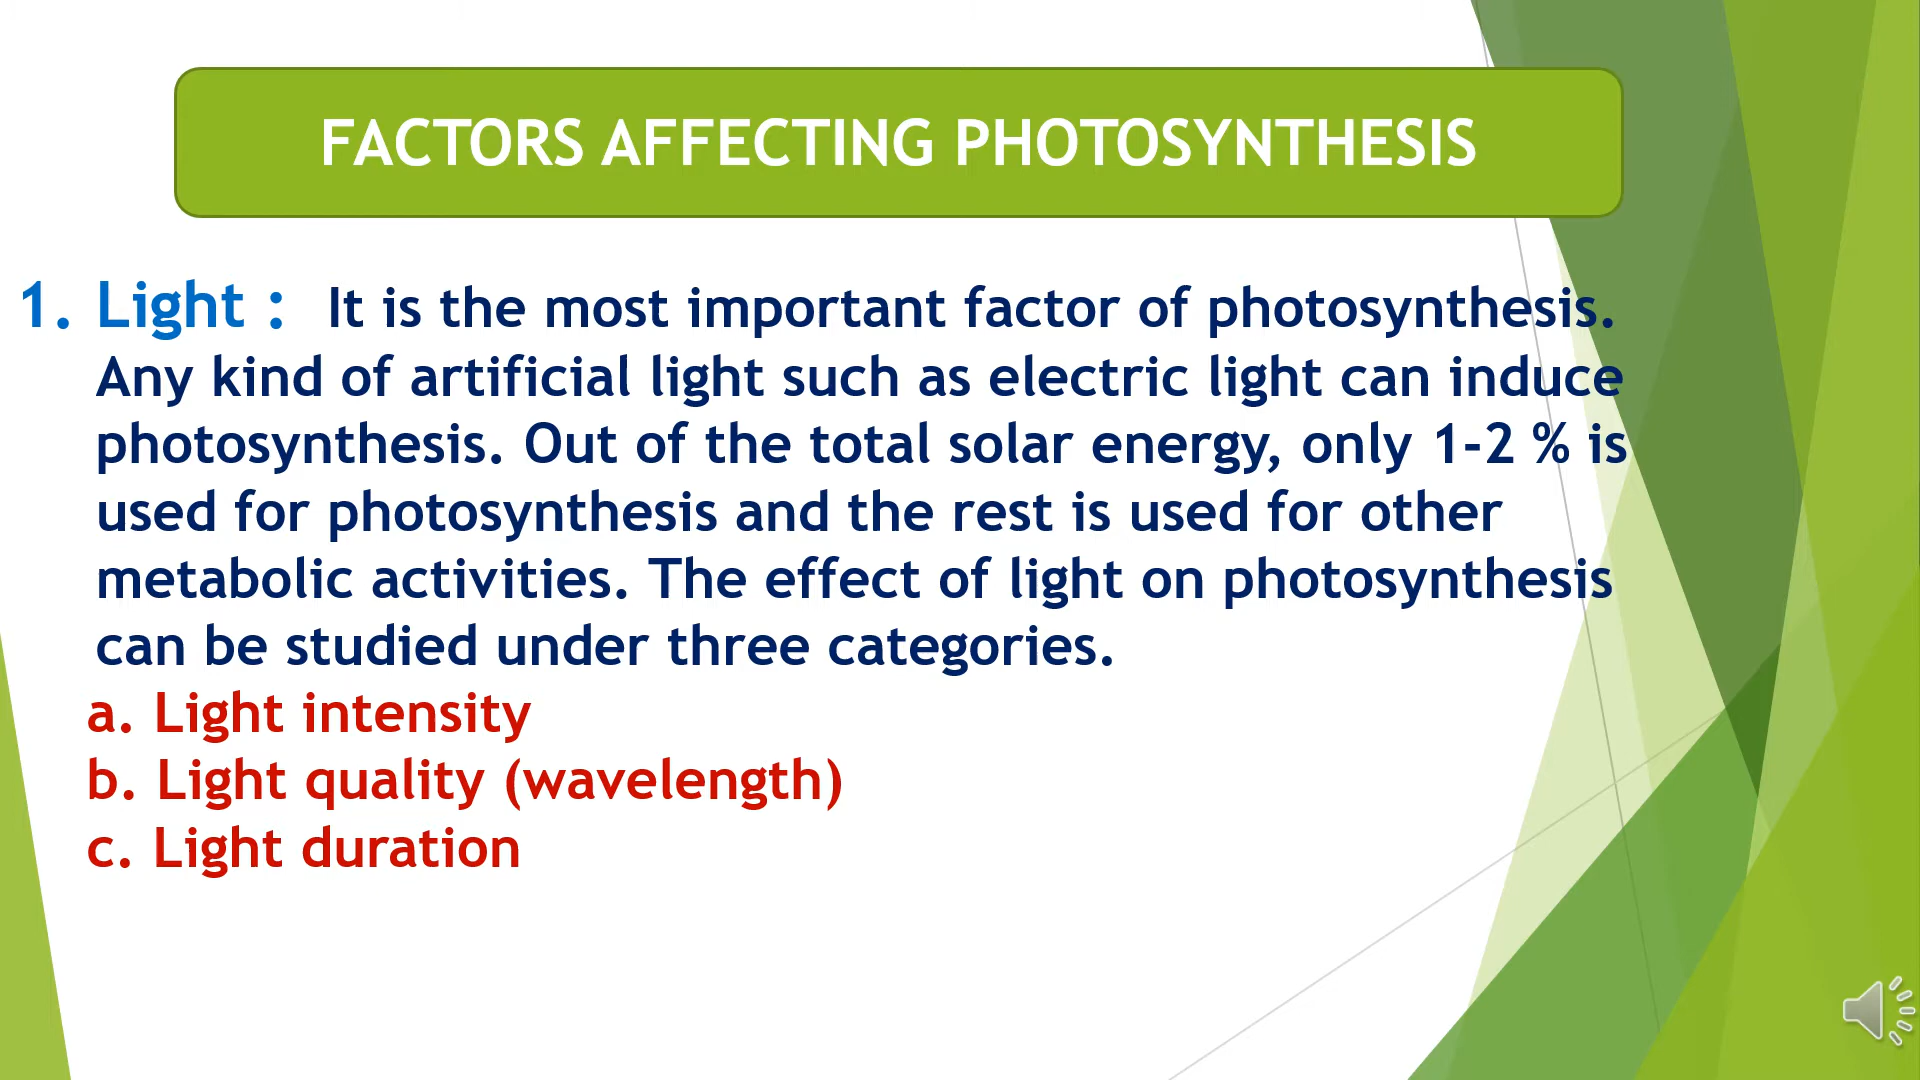 FACTORS AFFECTING PHOTOSYNTHESIS
1. Light : It is the most important factor of photosynthesis.
Any kind of artificial light such as electric light can induce
photosynthesis. Out of the total solar energy, only 1-2 % is
used for photosynthesis and the rest is used for other
metabolic activities. The effect of light on photosynthesis
can be studied under three categories.
a. Light intensity
b. Light quality (wavelength)
c. Light duration